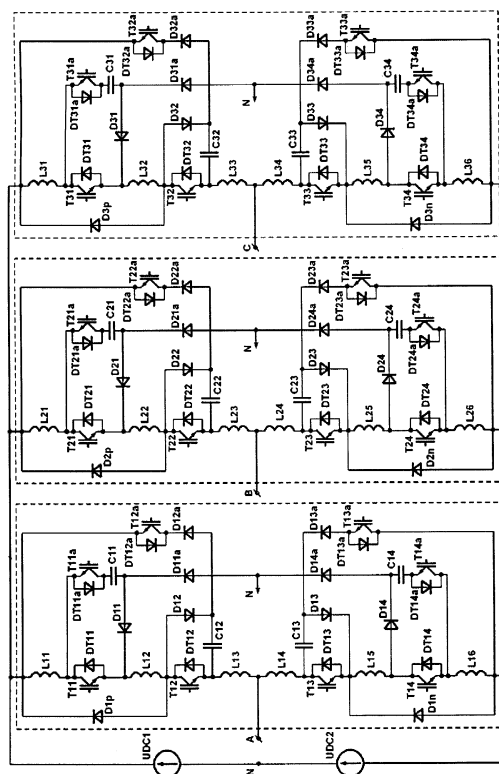 L31
T31
DT31
DT31a
T31a
C31
D31
D3p
L32
T32
DT32
D32
D31a
D32a
DT32a
T32a
C32
L33
N
C
L34
C33
T33
DT33
D33
D34a
D33a
DT33a
T33a
L35
D34
C34
D3n
T34
DT34
DT34a
T34a
L36
L21
T21
DT21
DT21a
T21a
C21
D21
D2p
L22
T22
DT22
D22
D21a
D22a
DT22a
T22a
C22
L23
N
B
L24
C23
T23
DT23
D23
D24a
D23a
DT23a
T23a
L25
D24
C24
D2n
T24
DT24
DT24a
T24a
L26
L11
T11
DT11
DT11a
T11a
C11
D11
D1p
L12
T12
DT12
D12
D11a
D12a
DT12a
T12a
C12
L13
N
A
L14
C13
T13
DT13
D13
D14a
D13a
DT13a
T13a
L15
D14
C14
D1n
T14
DT14
DT14a
T14a
L16
UDC1
N
UDC2